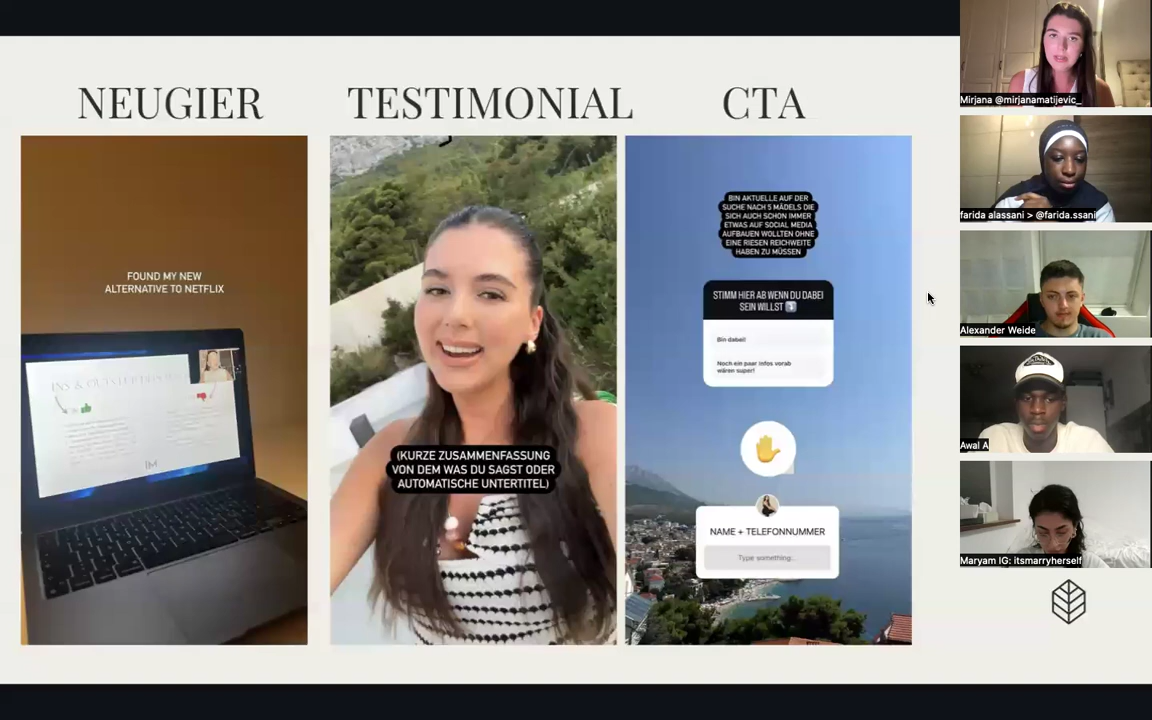 NEUGIER
TESTIMONIAL
CTA
FOUND MY NEW
ALTERNATIVE TO NETFLIX
(KURZE ZUSAMMENFASSUNG
VON DEM WAS DU SAGST ODER
AUTOMATISCHE UNTERTITEL)
BIN AKTUELLE AUF DER
SUCHE NACH 5 MÄDELS DIE
SICH AUCH SCHON IMMER
ETWAS AUF SOCIAL MEDIA
AUFBAUEN WOLLTEN OHNE
EINE RIESEN REICHWEITE
HABEN ZU MÜSSEN
STIMM HIER AB WENN DU DABEI
SEIN WILLST
Bin dabei!
Noch ein paar Infos vorab
wären super!
NAME + TELEFONNUMMER
Type something...
Mirjana @mirjanamatijevic_
farida alassani > @farida.ssani
Alexander Weide
Awal A
Maryam IG: itsmarryherself